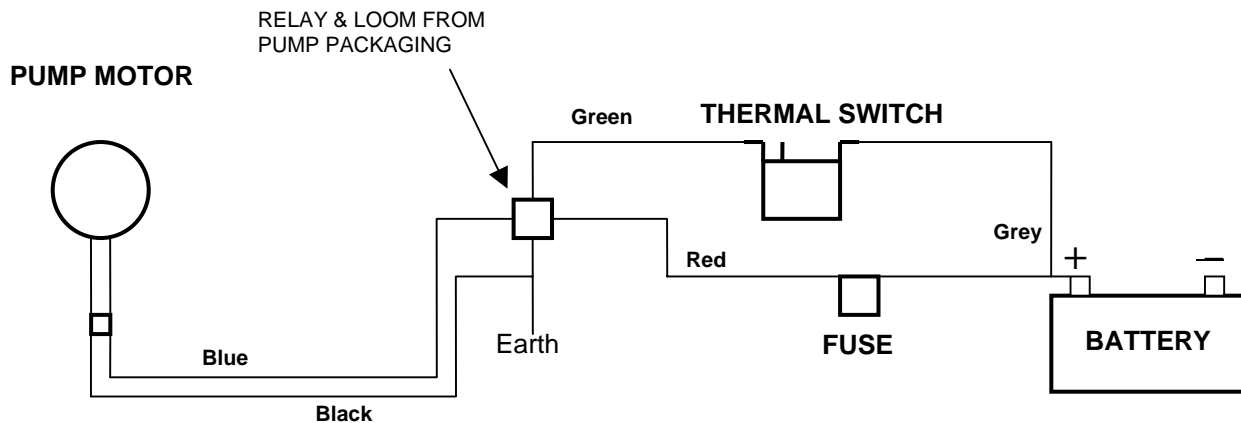 RELAY & LOOM FROM
PUMP PACKAGING
PUMP MOTOR
Green
THERMAL SWITCH
Grey
Red
+
–
Earth
FUSE
BATTERY
Blue
Black